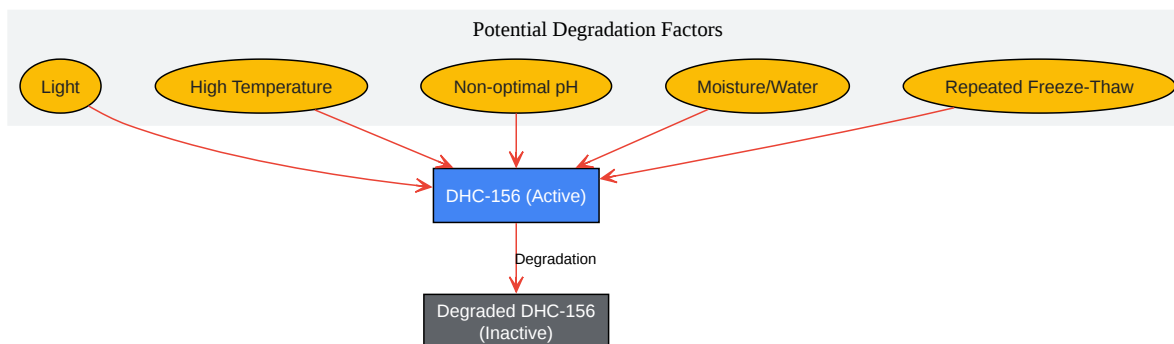 Potential Degradation Factors
Light
High Temperature
Non-optimal pH
Moisture/Water
Repeated Freeze-Thaw
DHC-156 (Active)
Degradation
Degraded DHC-156
(Inactive)